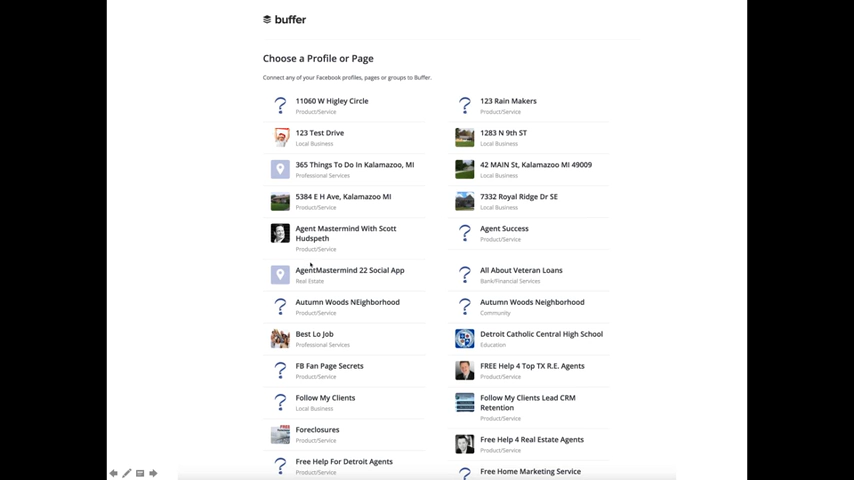 buffer
Choose a Profile or Page
Connect any of your Facebook profiles, pages or groups to Buffer.
11060 W Higley Circle
Product/Service
123 Rain Makers
Product/Service
123 Test Drive
Local Business
1283 N 9th ST
Local Business
365 Things To Do In Kalamazoo, MI
Professional Services
42 MAIN St, Kalamazoo MI 49009
Local Business
5384 E H Ave, Kalamazoo MI
Product/Service
7332 Royal Ridge Dr SE
Local Business
Agent Mastermind With Scott
Hudspeth
Product/Service
Agent Success
Product/Service
AgentMastermind 22 Social App
Real Estate
All About Veteran Loans
Bank/Financial Services
Autumn Woods NEighborhood
Product/Service
Autumn Woods Neighborhood
Community
Best Lo Job
Professional Services
Detroit Catholic Central High School
Education
FB Fan Page Secrets
Product/Service
FREE Help 4 Top TX R.E. Agents
Product/Service
Follow My Clients
Local Business
Follow My Clients Lead CRM
Retention
Product/Service
Foreclosures
Product/Service
Free Help 4 Real Estate Agents
Product/Service
Free Help For Detroit Agents
Product/Service
Free Home Marketing Service